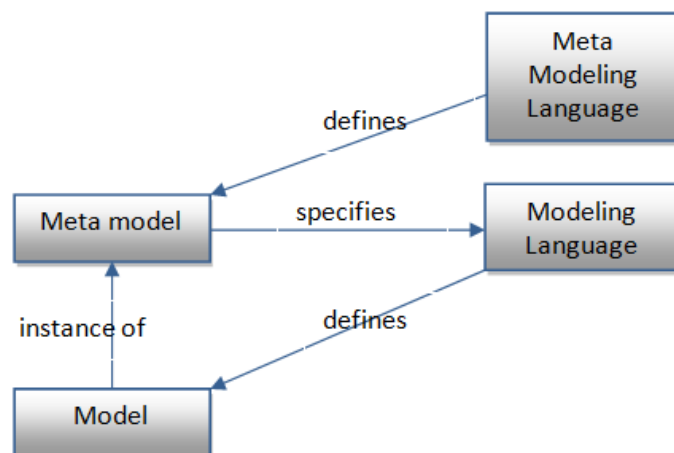 Meta
Modeling
Language
defines
Meta model
specifies
Modeling
Language
instance of
defines
Model